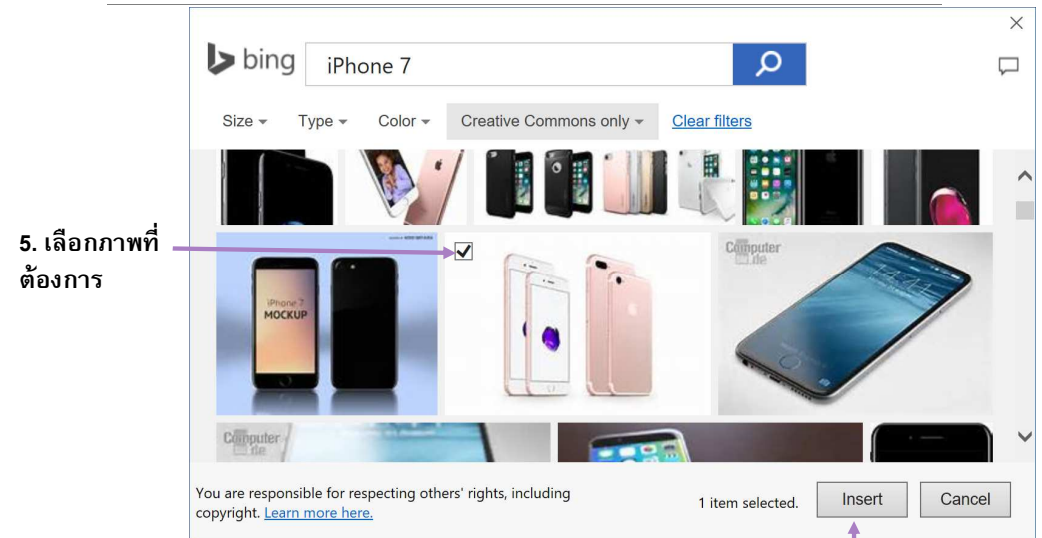 bing
iPhone 7
Size Type Color Creative Commons only Clear filters
5. เลือกภาพที่
ต้องการ
iPhone 7
MOCKUP
Computer
.de
Computer
de
You are responsible for respecting others' rights, including
copyright. Learn more here.
1 item selected. Insert Cancel